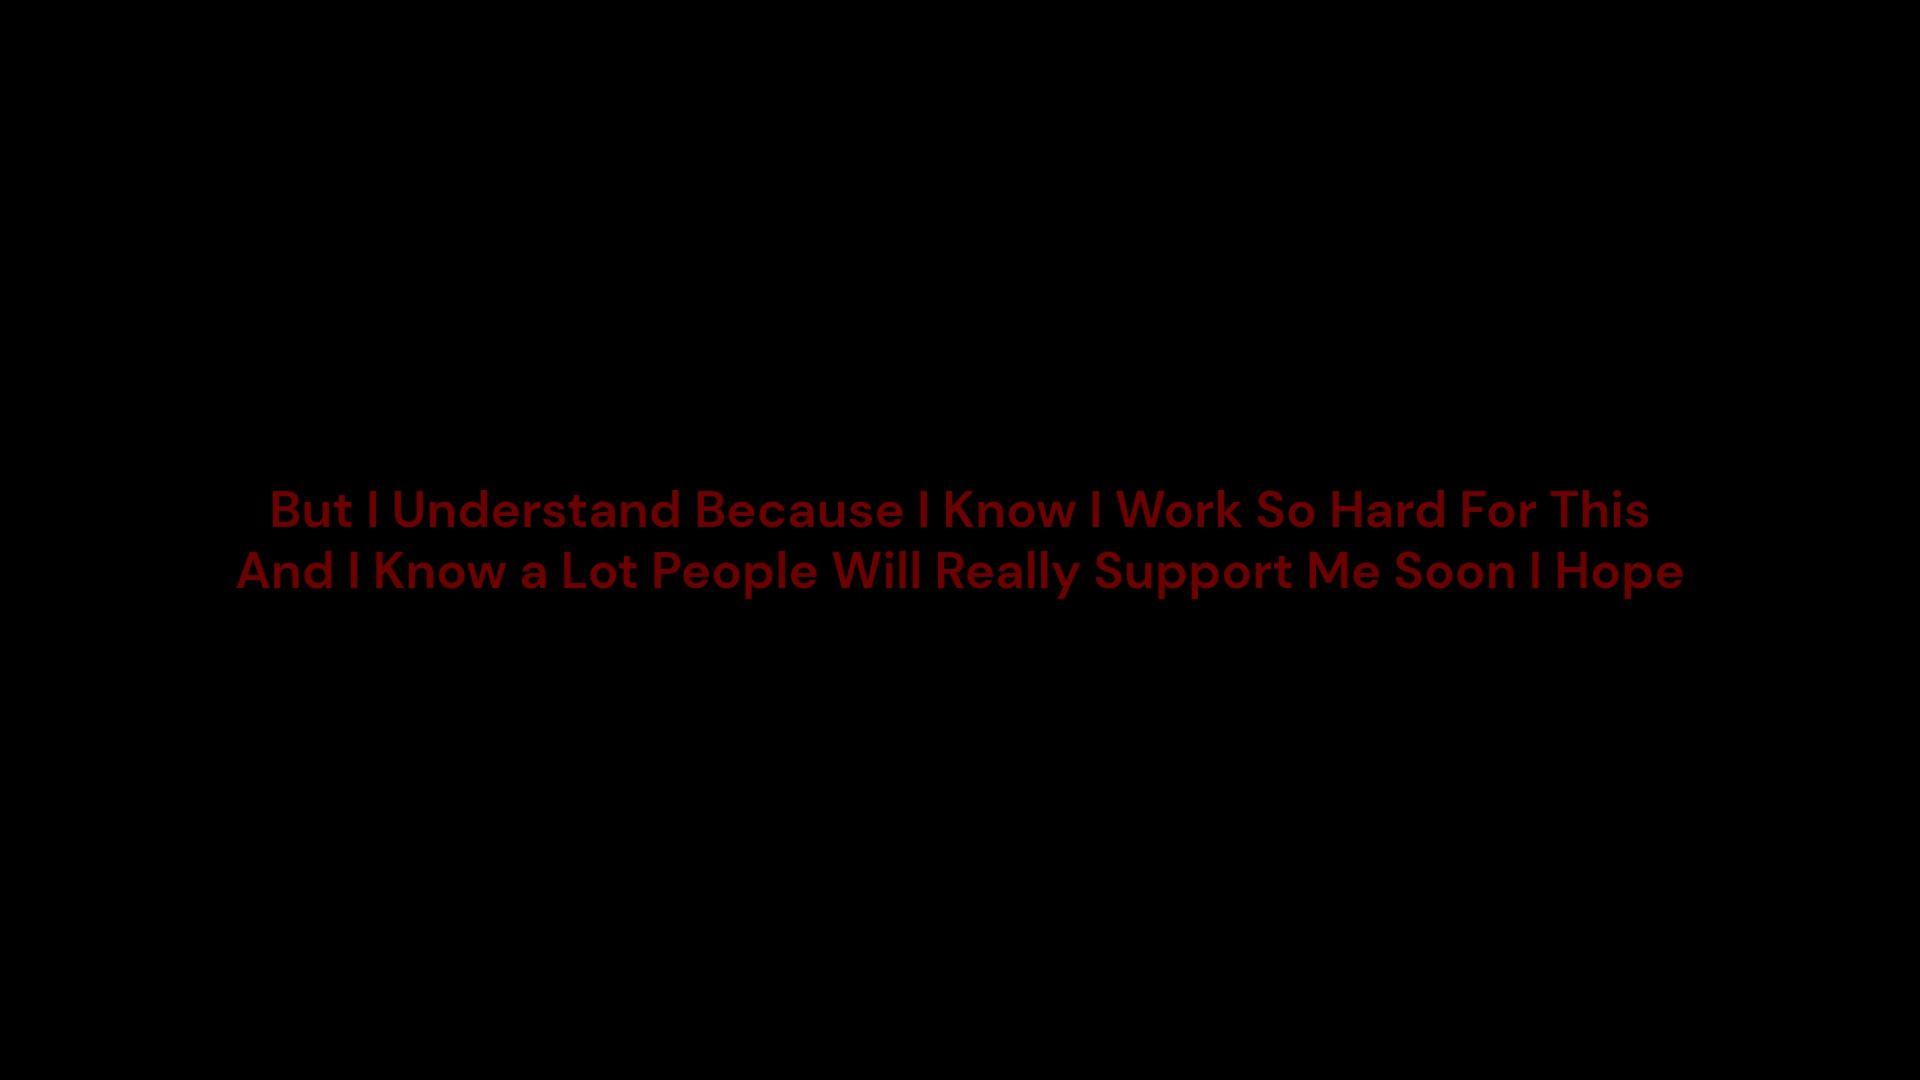 But I Understand Because I Know I Work So Hard For This
And I Know a Lot People Will Really Support Me Soon I Hope